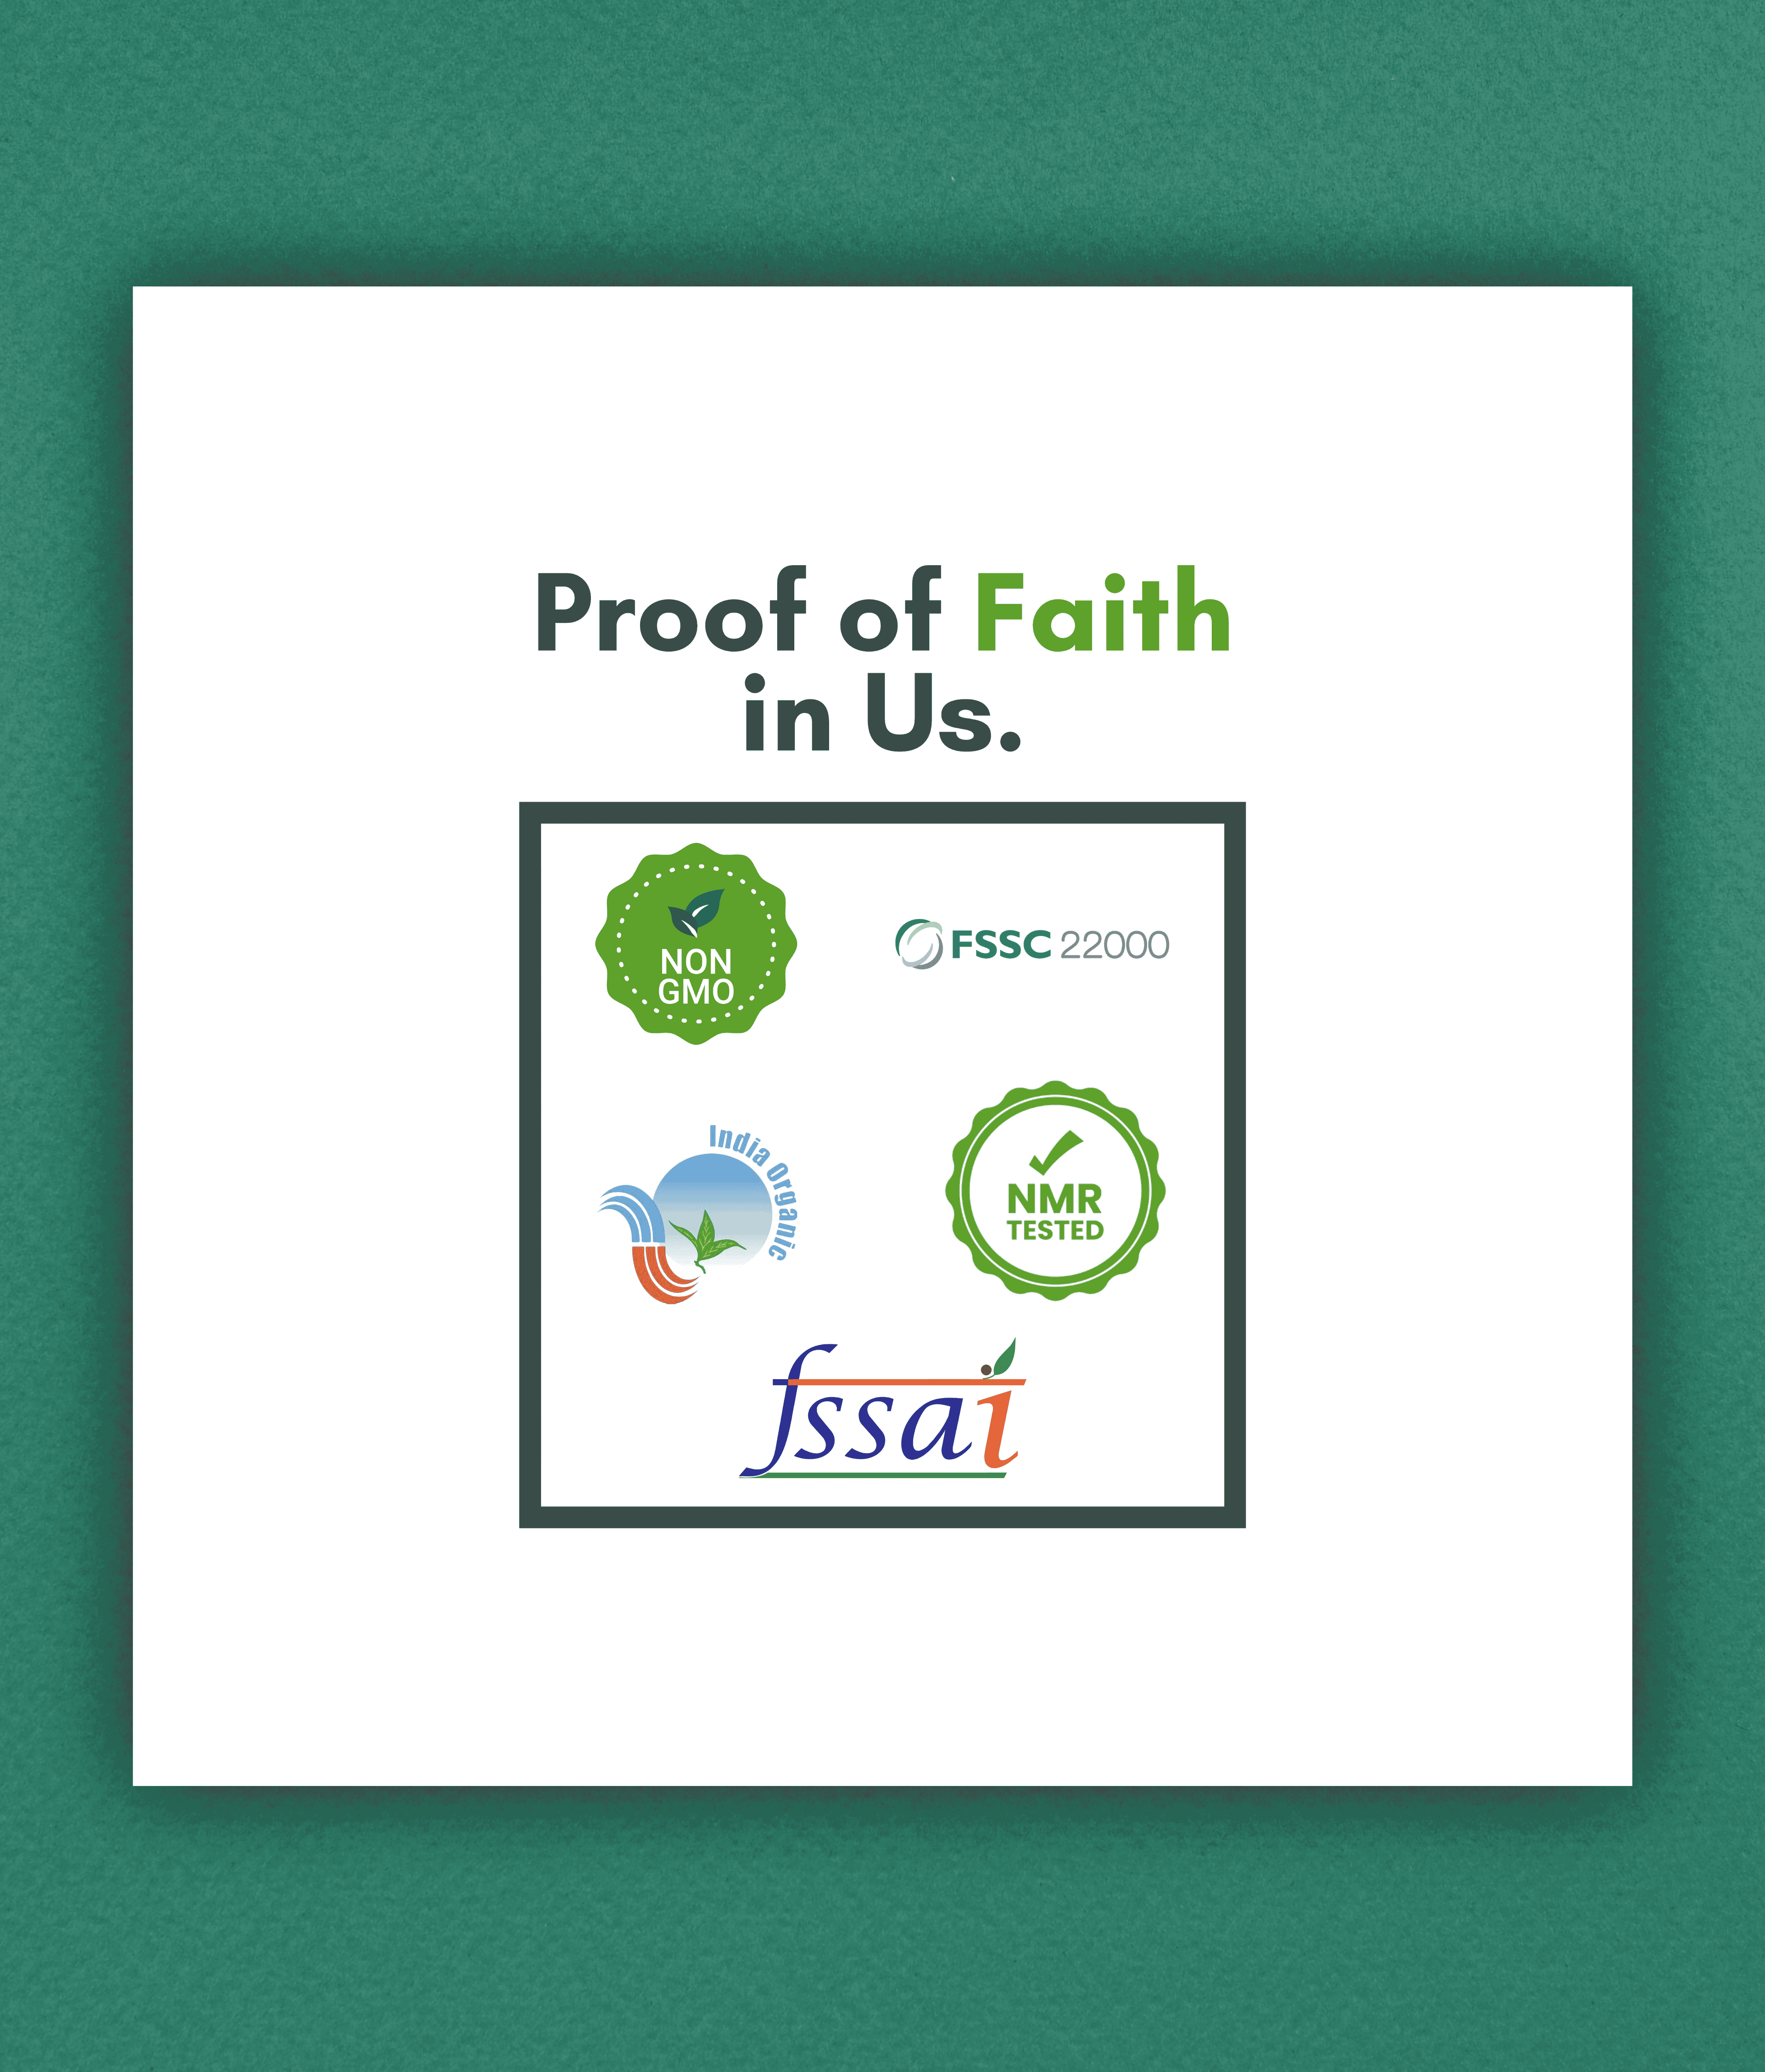 Proof of Faith
in Us.
NON
GMO
FSSC 22000
India Organic
NMR
TESTED
fssai